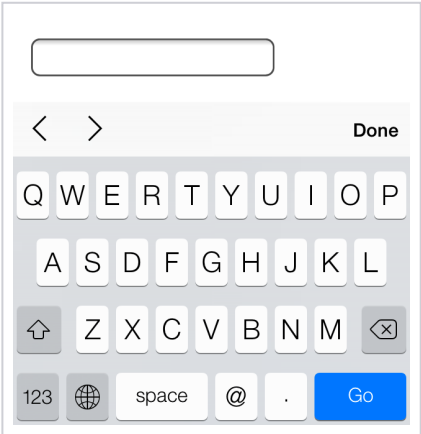 Done
Q W E R T Y U I O P
A S D F G H J K L
Z X C V B N M
123 space @ . Go